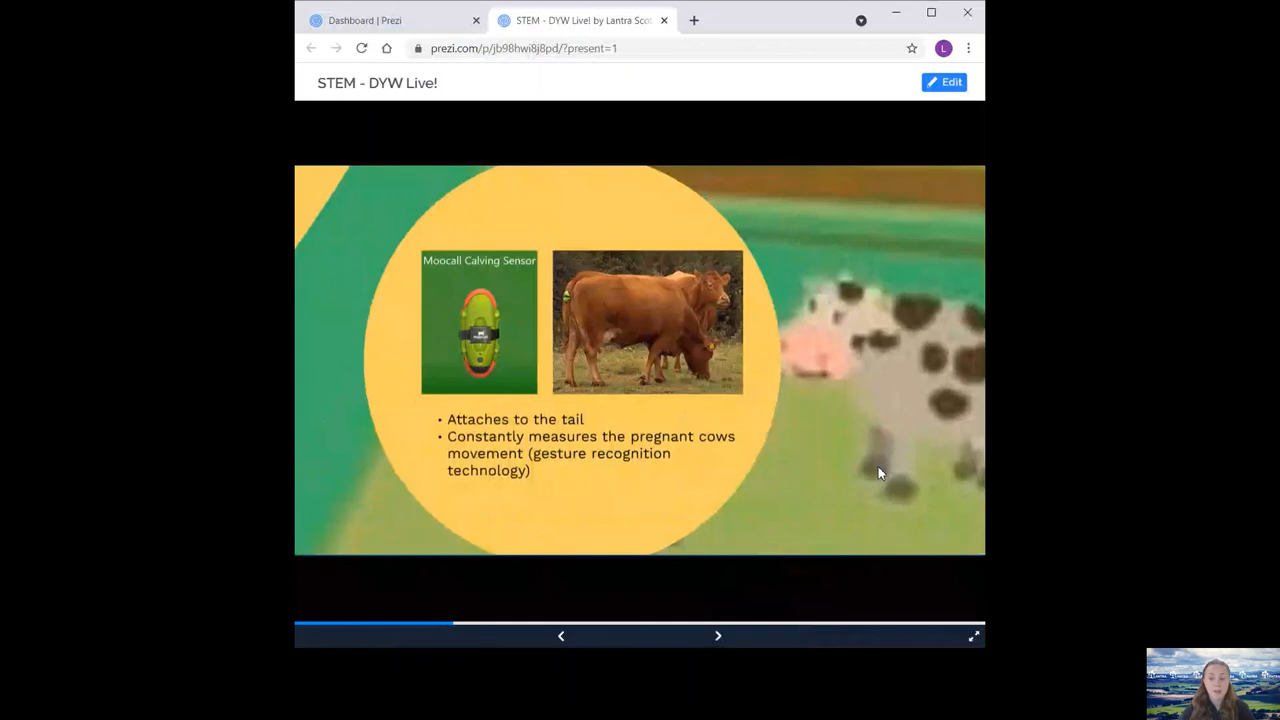 Dashboard | Prezi
STEM - DYW Live! by Lantra Scot
prezi.com/p/jb98hwi8j8pd/?present=1
L
STEM - DYW Live!
Edit
Moocall Calving Sensor
• Attaches to the tail
• Constantly measures the pregnant cows
movement (gesture recognition
technology)